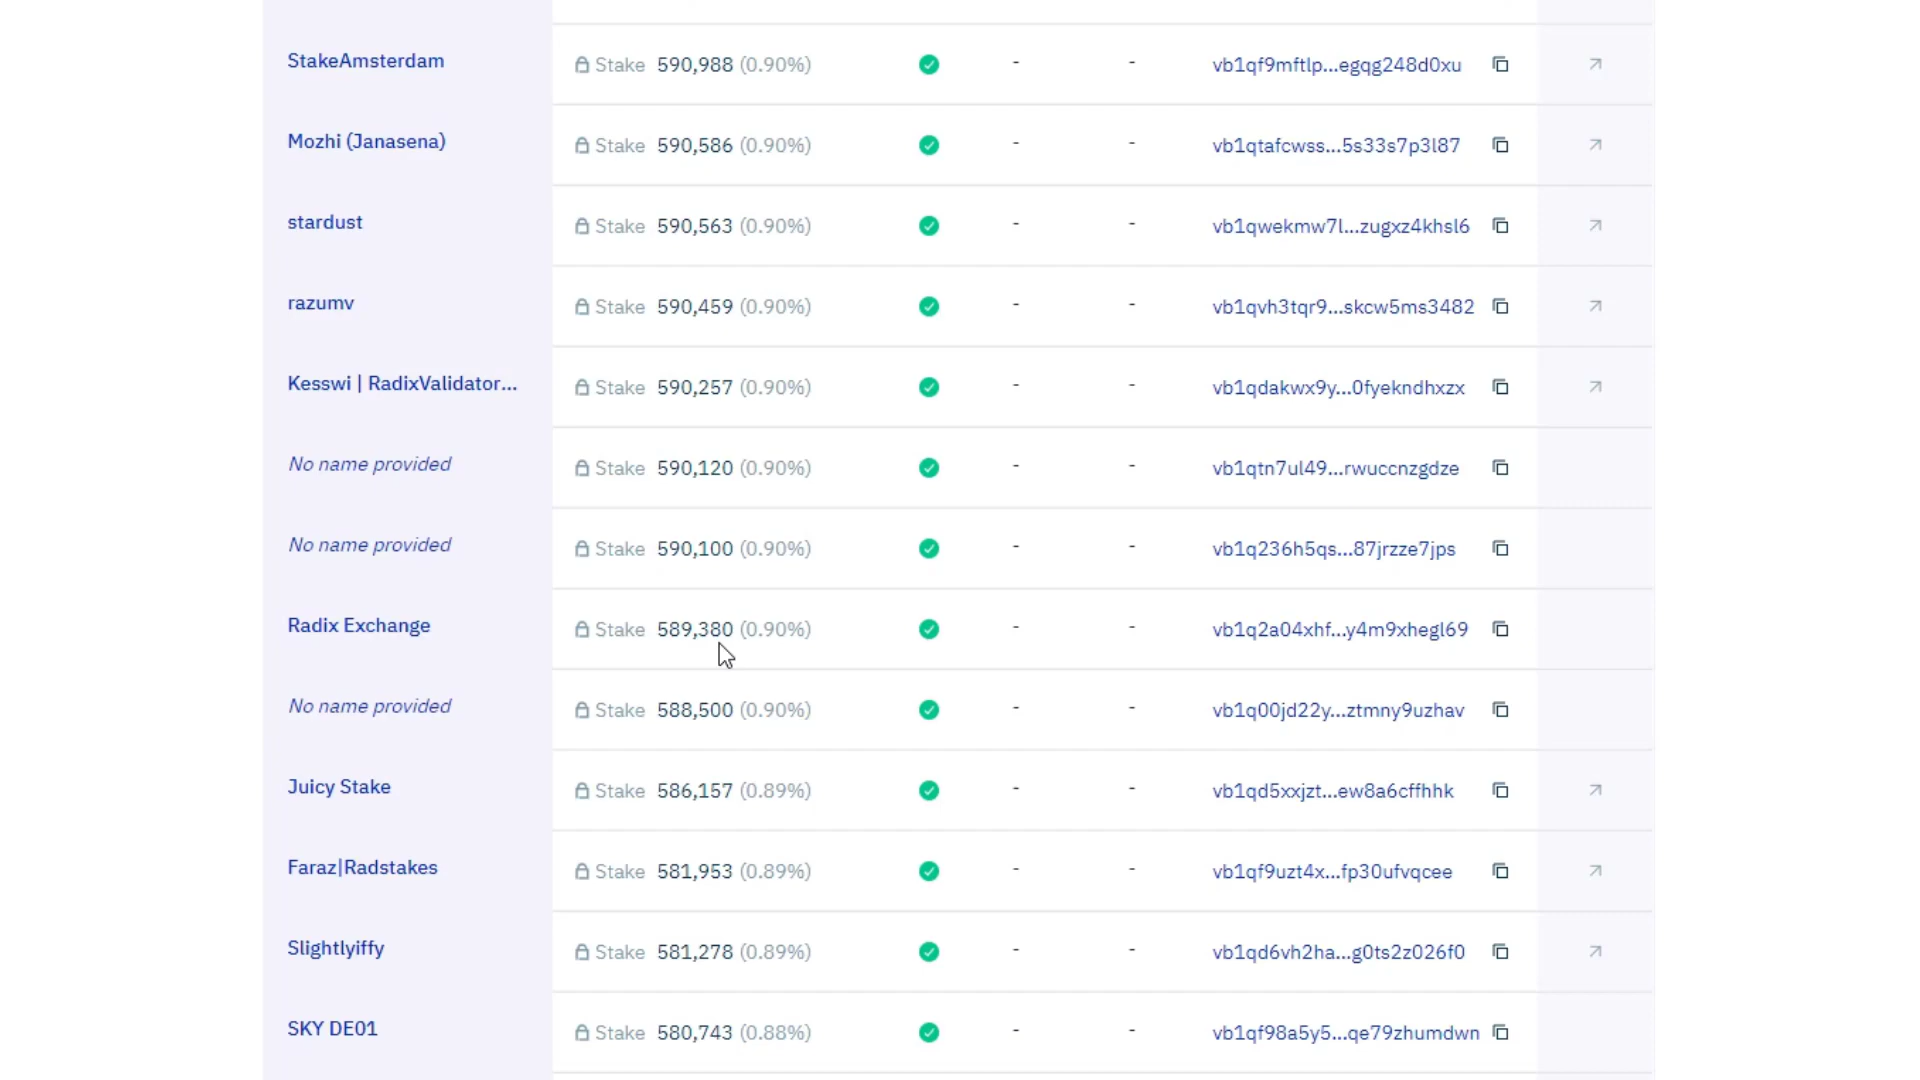 StakeAmsterdam Stake 590,988 (0.90%) - - vb1qf9mftlp...egqg248d0xu
Mozhi (Janasena) Stake 590,586 (0.90%) - - vb1qtafcwss...5s33s7p3l87
stardust Stake 590,563 (0.90%) - - vb1qwekmw7l...zugxz4khsl6
razumv Stake 590,459 (0.90%) - - vb1qvh3tqr9...skcw5ms3482
Kesswi | RadixValidator... Stake 590,257 (0.90%) - - vb1qdakwx9y...0fyekndhxzx
No name provided Stake 590,120 (0.90%) - - vb1qtn7ul49...rwuccnzgdze
No name provided Stake 590,100 (0.90%) - - vb1q236h5qs...87jrzze7jps
Radix Exchange Stake 589,380 (0.90%) - - vb1q2a04xhf...y4m9xhegl69
No name provided Stake 588,500 (0.90%) - - vb1q00jd22y...ztmny9uzhav
Juicy Stake Stake 586,157 (0.89%) - - vb1qd5xxjzt...ew8a6cffhhk
Faraz|Radstakes Stake 581,953 (0.89%) - - vb1qf9uzt4x...fp30ufvqcee
Slightlyiffy Stake 581,278 (0.89%) - - vb1qd6vh2ha...g0ts2z026f0
SKY DE01 Stake 580,743 (0.88%) - - vb1qf98a5y5...qe79zhumdwn